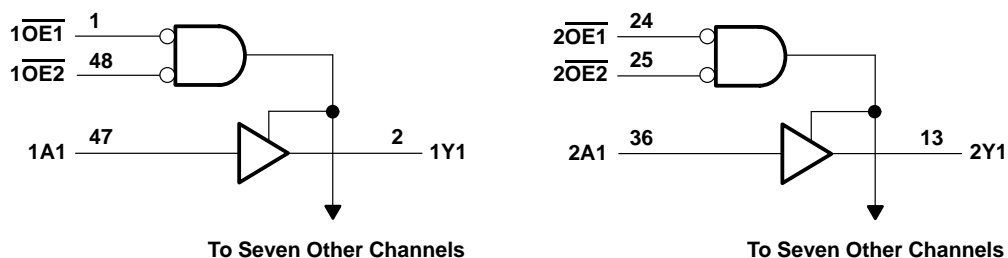 1OE1 1
1OE2 48
1A1 47 2 1Y1
To Seven Other Channels
2OE1 24
2OE2 25
2A1 36 13 2Y1
To Seven Other Channels